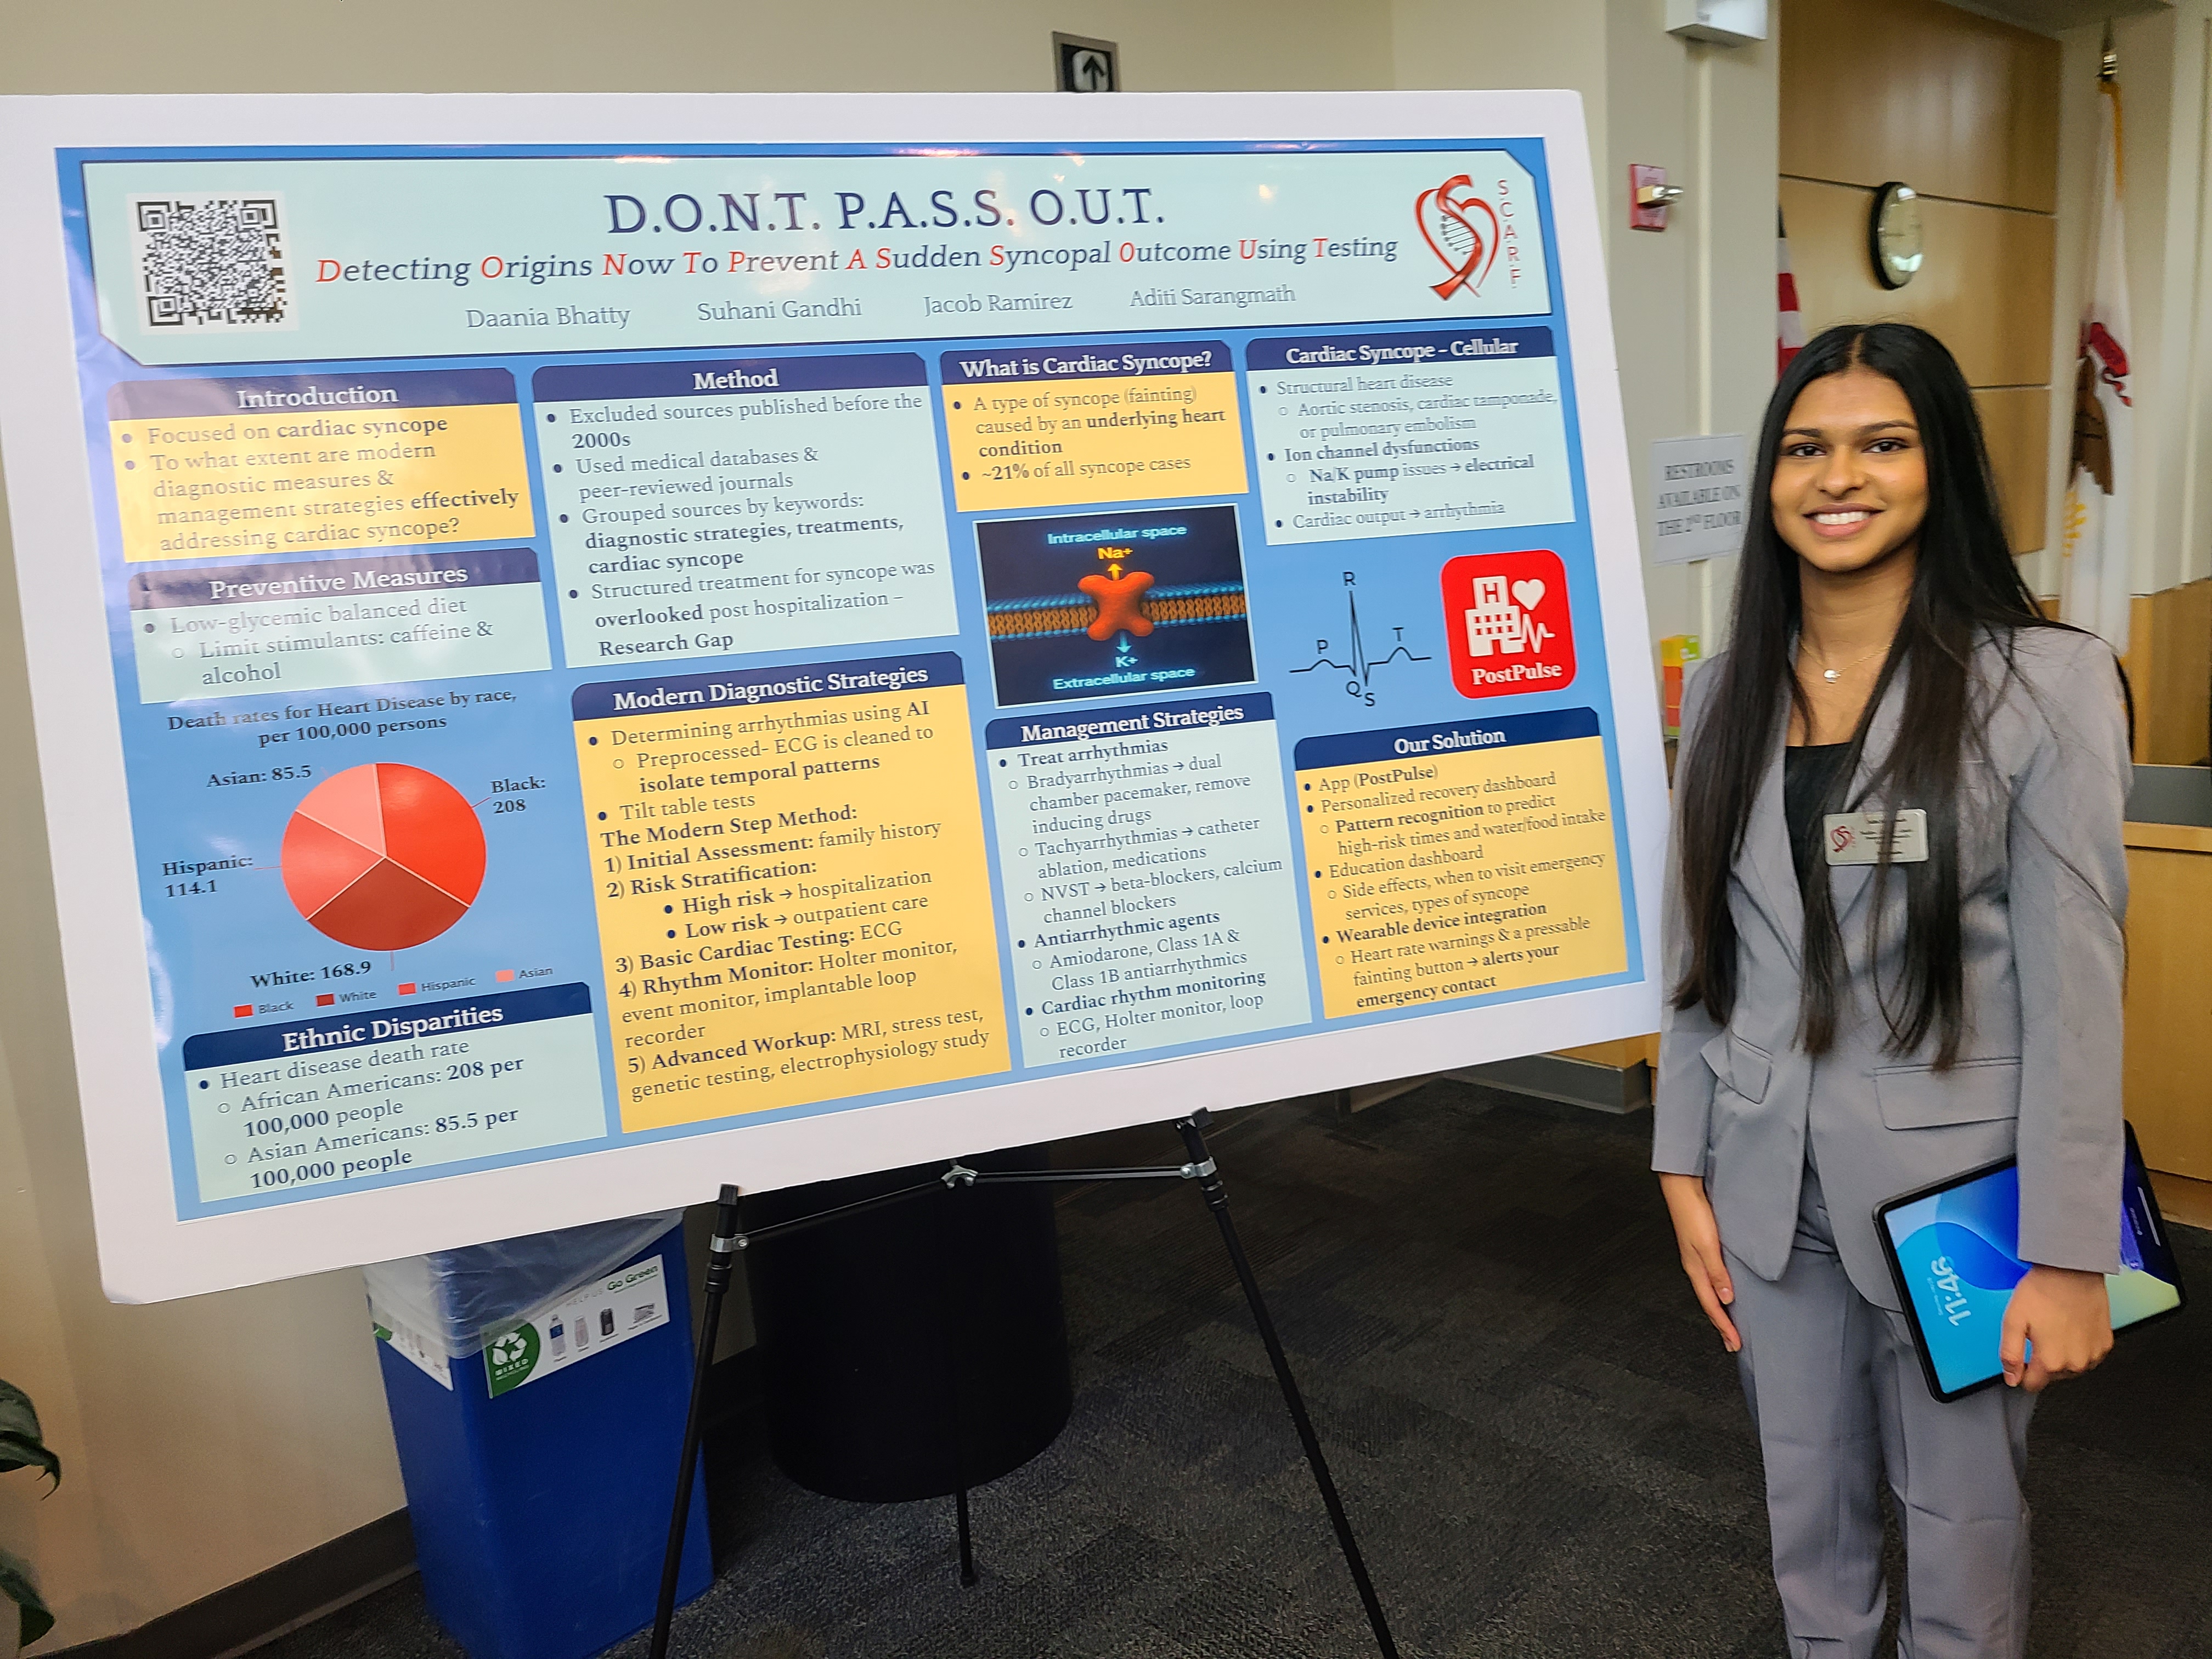 D.O.N.T. P.A.S.S. O.U.T.
Detecting Origins Now To Prevent A Sudden Syncopal Outcome Using Testing
Daania Bhatty Suhani Gandhi Jacob Ramirez Aditi Sarangmath
S
C
A
R
F
Introduction
• Focused on cardiac syncope
• To what extent are modern
diagnostic measures &
management strategies effectively
addressing cardiac syncope?
Preventive Measures
• Low-glycemic balanced diet
○ Limit stimulants: caffeine &
alcohol
Death rates for Heart Disease by race,
per 100,000 persons
Asian: 85.5
Black:
208
Hispanic:
114.1
White: 168.9
Black White Hispanic Asian
Ethnic Disparities
• Heart disease death rate
○ African Americans: 208 per
100,000 people
○ Asian Americans: 85.5 per
100,000 people
Method
• Excluded sources published before the
2000s
• Used medical databases &
peer-reviewed journals
• Grouped sources by keywords:
diagnostic strategies, treatments,
cardiac syncope
• Structured treatment for syncope was
overlooked post hospitalization –
Research Gap
Modern Diagnostic Strategies
• Determining arrhythmias using AI
○ Preprocessed- ECG is cleaned to
isolate temporal patterns
• Tilt table tests
The Modern Step Method:
1) Initial Assessment: family history
2) Risk Stratification:
• High risk → hospitalization
• Low risk → outpatient care
3) Basic Cardiac Testing: ECG
4) Rhythm Monitor: Holter monitor,
event monitor, implantable loop
recorder
5) Advanced Workup: MRI, stress test,
genetic testing, electrophysiology study
What is Cardiac Syncope?
• A type of syncope (fainting)
caused by an underlying heart
condition
• ~21% of all syncope cases
Intracellular space
Na+
K+
Extracellular space
Management Strategies
• Treat arrhythmias
○ Bradyarrhythmias → dual
chamber pacemaker, remove
inducing drugs
○ Tachyarrhythmias → catheter
ablation, medications
○ NVST → beta-blockers, calcium
channel blockers
• Antiarrhythmic agents
○ Amiodarone, Class 1A &
Class 1B antiarrhythmics
• Cardiac rhythm monitoring
○ ECG, Holter monitor, loop
recorder
Cardiac Syncope – Cellular
• Structural heart disease
○ Aortic stenosis, cardiac tamponade,
or pulmonary embolism
• Ion channel dysfunctions
○ Na/K pump issues → electrical
instability
• Cardiac output → arrhythmia
R
P
T
Q
S
H
PostPulse
Our Solution
• App (PostPulse)
• Personalized recovery dashboard
○ Pattern recognition to predict
high-risk times and water/food intake
• Education dashboard
○ Side effects, when to visit emergency
services, types of syncope
• Wearable device integration
○ Heart rate warnings & a pressable
fainting button → alerts your
emergency contact
RESTROOMS
AVAILABLE ON
THE 2ND FLOOR
Go Green
HELP US
MIXED
11:46